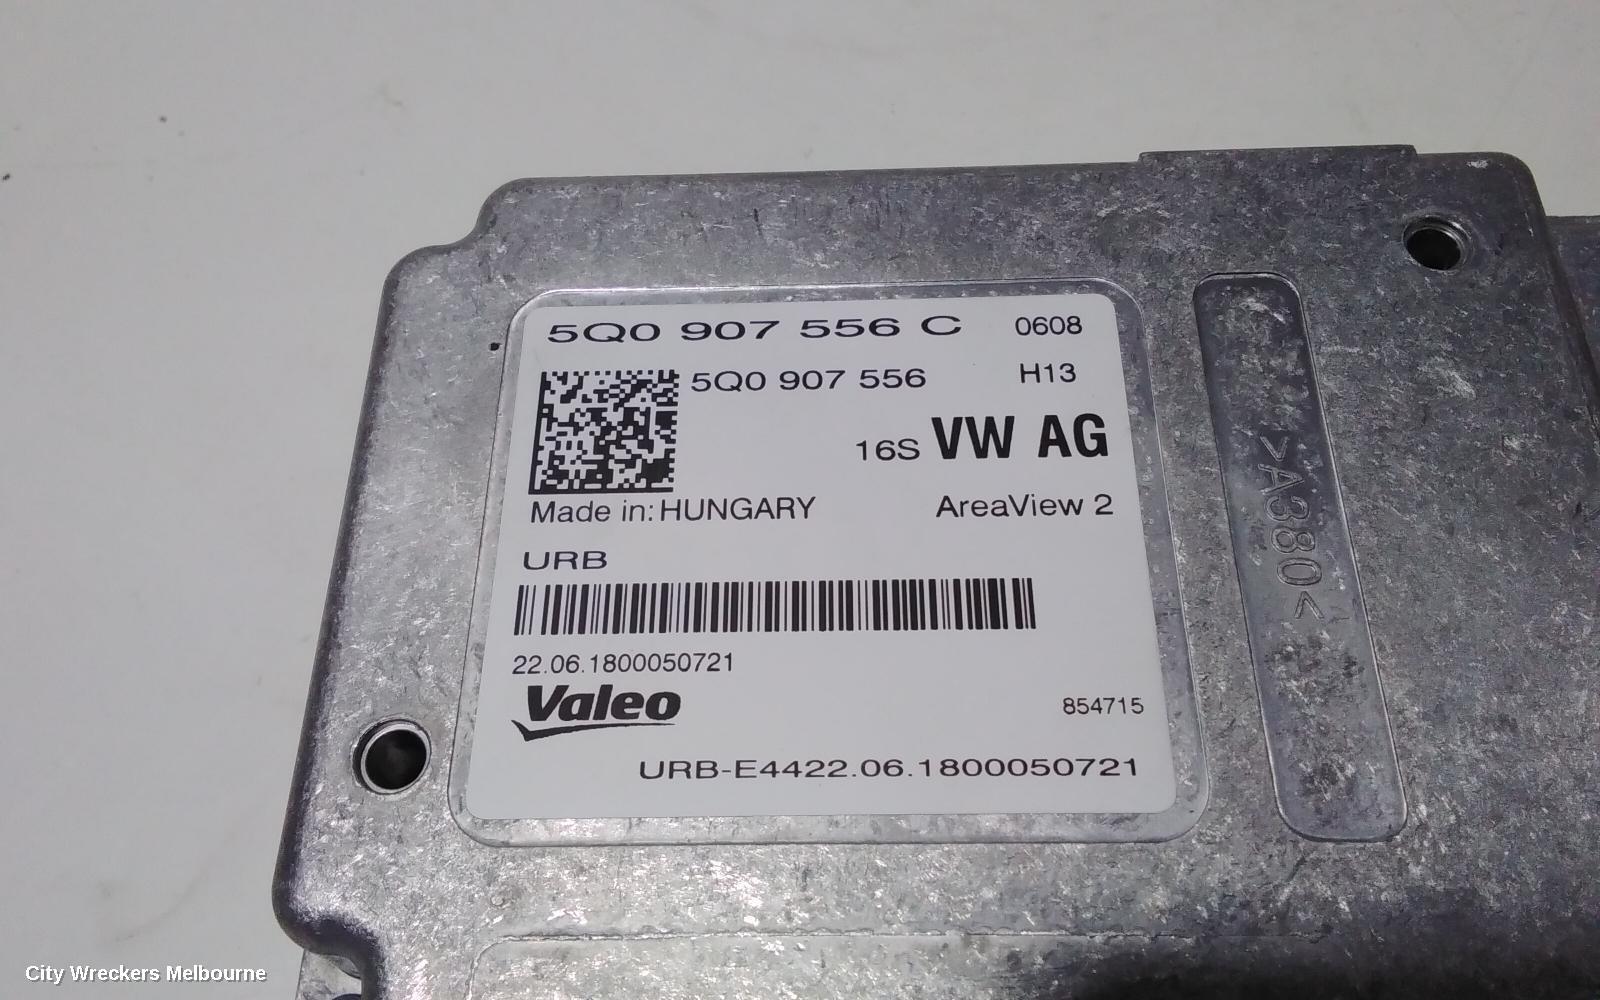 5Q0 907 556 C 0608
5Q0 907 556 H13
16S VW AG
Made in: HUNGARY AreaView 2
URB
22.06.1800050721
Valeo 854715
URB-E4422.06.1800050721
>A380<
City Wreckers Melbourne